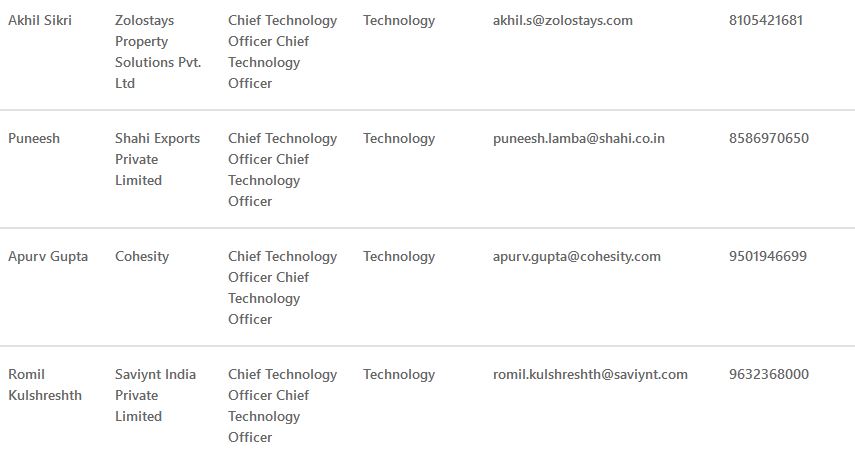 Akhil Sikri Zolostays Chief Technology Technology akhil.s@zolostays.com 8105421681
Property Officer Chief
Solutions Pvt. Technology
Ltd Officer
Puneesh Shahi Exports Chief Technology Technology puneesh.lamba@shahi.co.in 8586970650
Private Officer Chief
Limited Technology
Officer
Apurv Gupta Cohesity Chief Technology Technology apurv.gupta@cohesity.com 9501946699
Officer Chief
Technology
Officer
Romil Saviynt India Chief Technology Technology romil.kulshreshth@saviynt.com 9632368000
Kulshreshth Private Officer Chief
Limited Technology
Officer